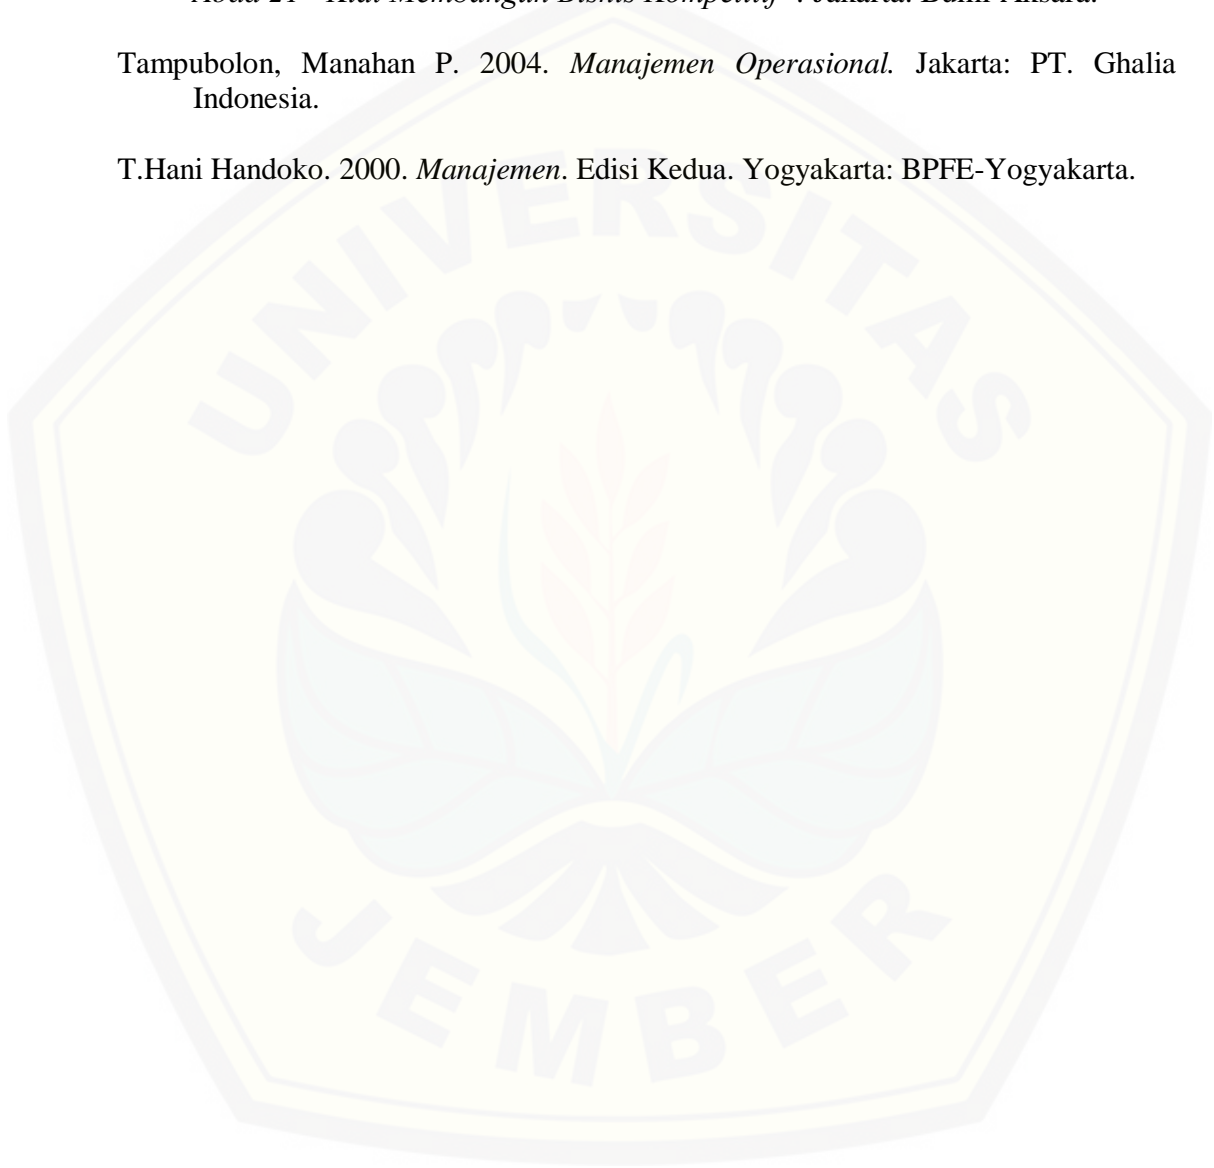 Tampubolon, Manahan P. 2004. Manajemen Operasional. Jakarta: PT. Ghalia
Indonesia.
T.Hani Handoko. 2000. Manajemen. Edisi Kedua. Yogyakarta: BPFE-Yogyakarta.
UNIVERSITAS
JEMBER